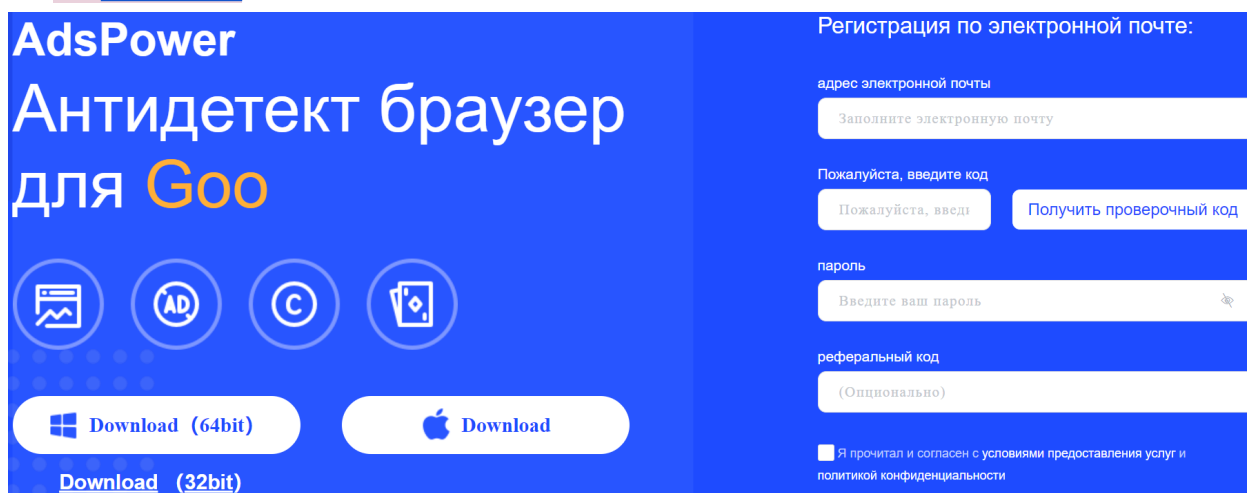 AdsPower
Антидетект браузер
для Goo
Download (64bit)
Download
Download (32bit)
Регистрация по электронной почте:
адрес электронной почты
Заполните электронную почту
Пожалуйста, введите код
Пожалуйста, введи
Получить проверочный код
пароль
Введите ваш пароль
реферальный код
(Опционально)
Я прочитал и согласен с условиями предоставления услуг и
политикой конфиденциальности